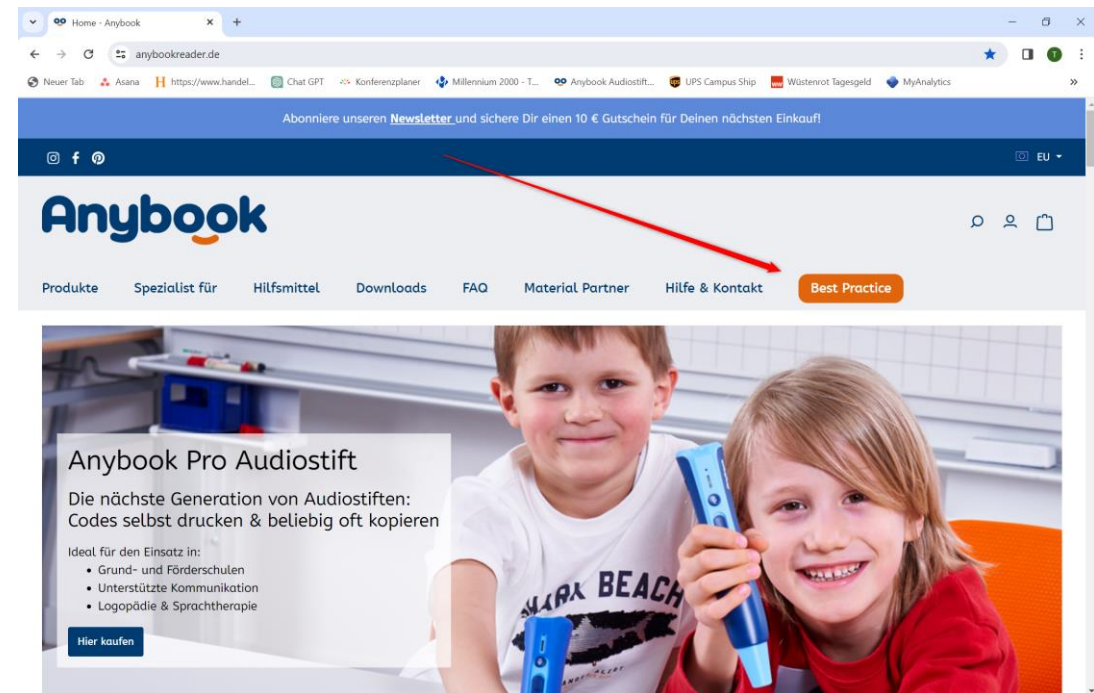 Home - Anybook
anybookreader.de
Neuer Tab Asana https://www.handel... Chat GPT Konferenzplaner Millennium 2000 - T... Anybook Audiostift... UPS Campus Ship Wüstenrot Tagesgeld MyAnalytics
Abonniere unseren Newsletter und sichere Dir einen 10 € Gutschein für Deinen nächsten Einkauf!
EU
Anybook
Produkte Spezialist für Hilfsmittel Downloads FAQ Material Partner Hilfe & Kontakt Best Practice
Anybook Pro Audiostift
Die nächste Generation von Audiostiften:
Codes selbst drucken & beliebig oft kopieren
Ideal für den Einsatz in:
• Grund- und Förderschulen
• Unterstützte Kommunikation
• Logopädie & Sprachtherapie
Hier kaufen
BEACH